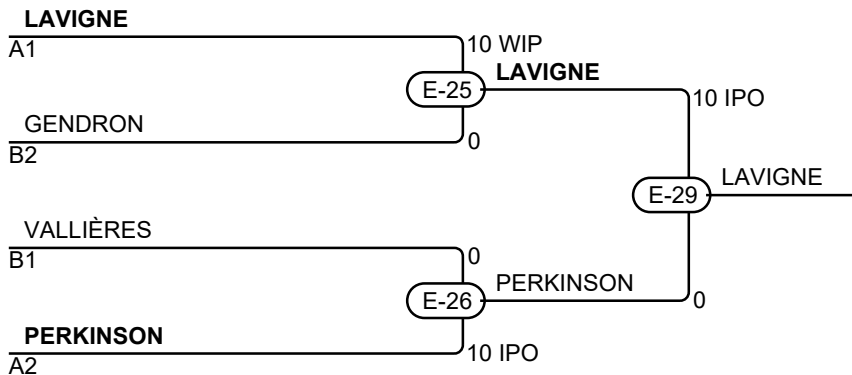 LAVIGNE
A1
10 WIP
E-25
LAVIGNE
GENDRON
B2
0
10 IPO
E-29
LAVIGNE
VALLIÈRES
B1
0
E-26
PERKINSON
0
PERKINSON
A2
10 IPO